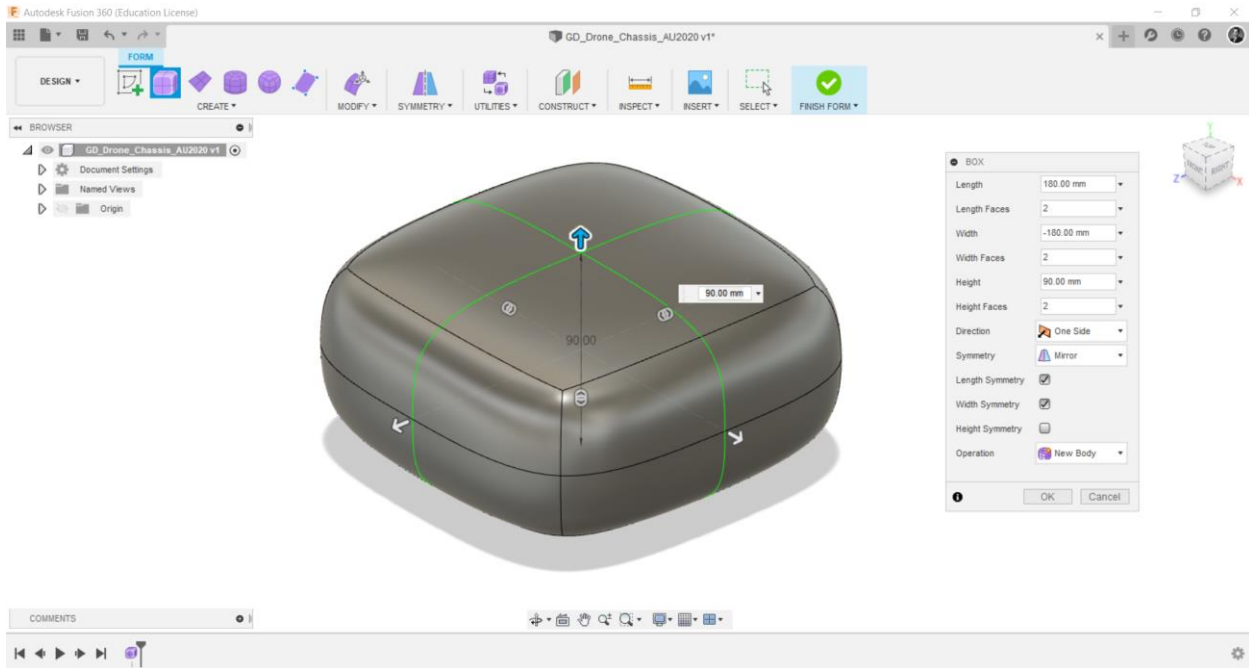 Autodesk Fusion 360 (Education License)
GD_Drone_Chassis_AU2020 v1*
FORM
DESIGN
CREATE
MODIFY
SYMMETRY
UTILITIES
CONSTRUCT
INSPECT
INSERT
SELECT
FINISH FORM
BROWSER
GD_Drone_Chassis_AU2020 v1
Document Settings
Named Views
Origin
Y
TOP
FRONT
RIGHT
Z
X
90.00 mm
90.00
BOX
Length 180.00 mm
Length Faces 2
Width -180.00 mm
Width Faces 2
Height 90.00 mm
Height Faces 2
Direction One Side
Symmetry Mirror
Length Symmetry
Width Symmetry
Height Symmetry
Operation New Body
OK Cancel
COMMENTS